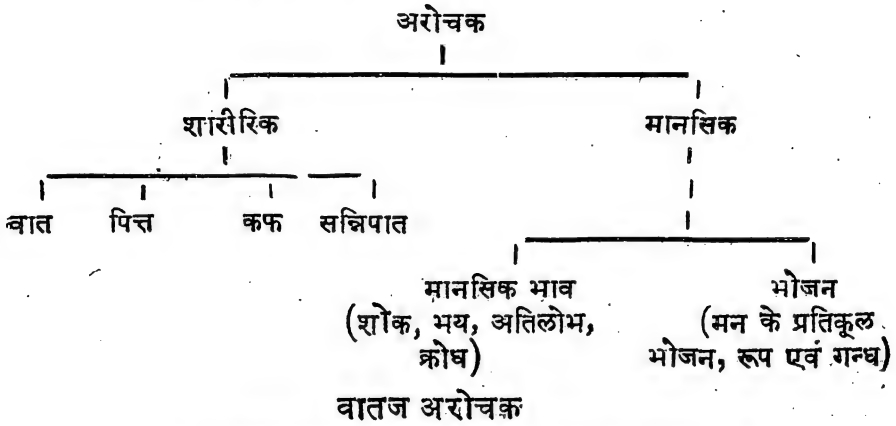 अरोचक
शारीरिक मानसिक
वात पित्त कफ सन्निपात
मानसिक भाव भोजन
(शोक, भय, अतिलोभ, (मन के प्रतिकूल
क्रोध) भोजन, रूप एवं गन्ध)
वातज अरोचक